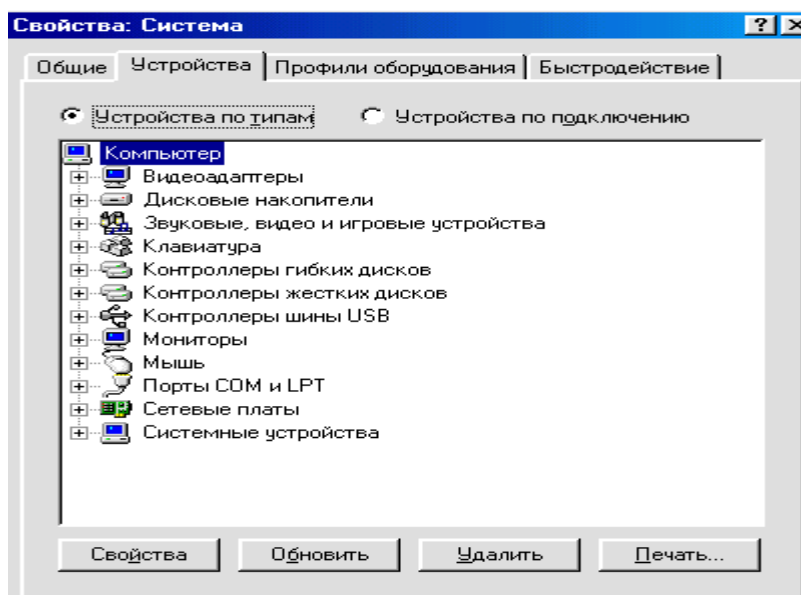 Свойства: Система
Общие Устройства Профили оборудования Быстродействие
Устройства по типам Устройства по подключению
Компьютер
Видеоадаптеры
Дисковые накопители
Звуковые, видео и игровые устройства
Клавиатура
Контроллеры гибких дисков
Контроллеры жестких дисков
Контроллеры шины USB
Мониторы
Мышь
Порты COM и LPT
Сетевые платы
Системные устройства
Свойства Обновить Удалить Печать...